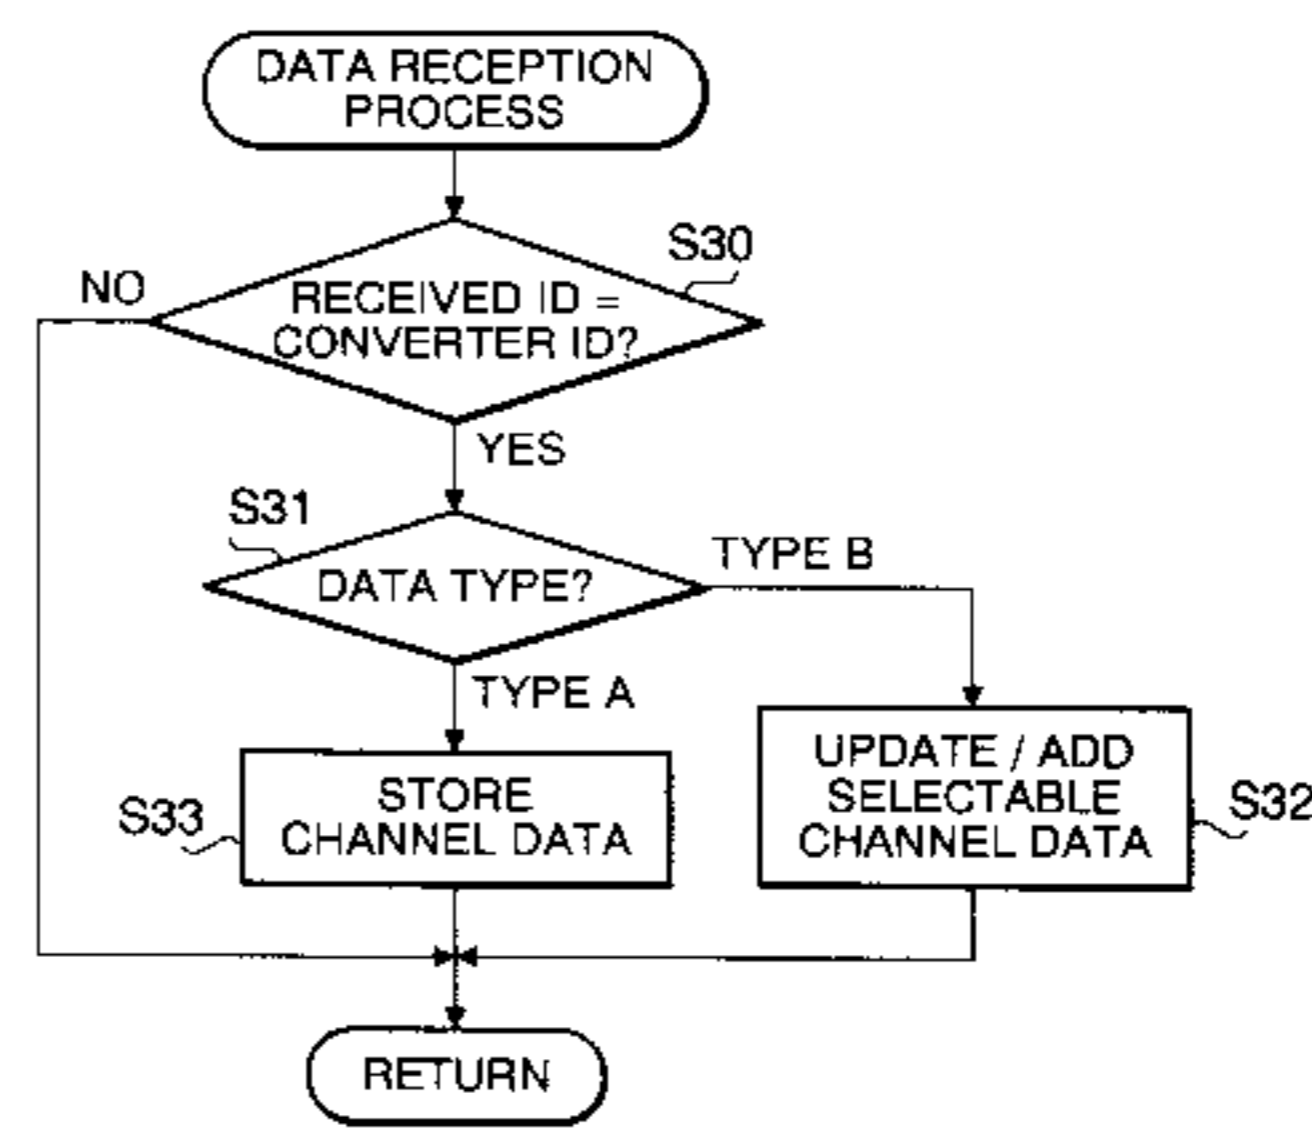 DATA RECEPTION
PROCESS
S30
NO
RECEIVED ID =
CONVERTER ID?
YES
S31
TYPE B
DATA TYPE?
TYPE A
UPDATE / ADD
SELECTABLE
CHANNEL DATA
S32
STORE
CHANNEL DATA
S33
RETURN